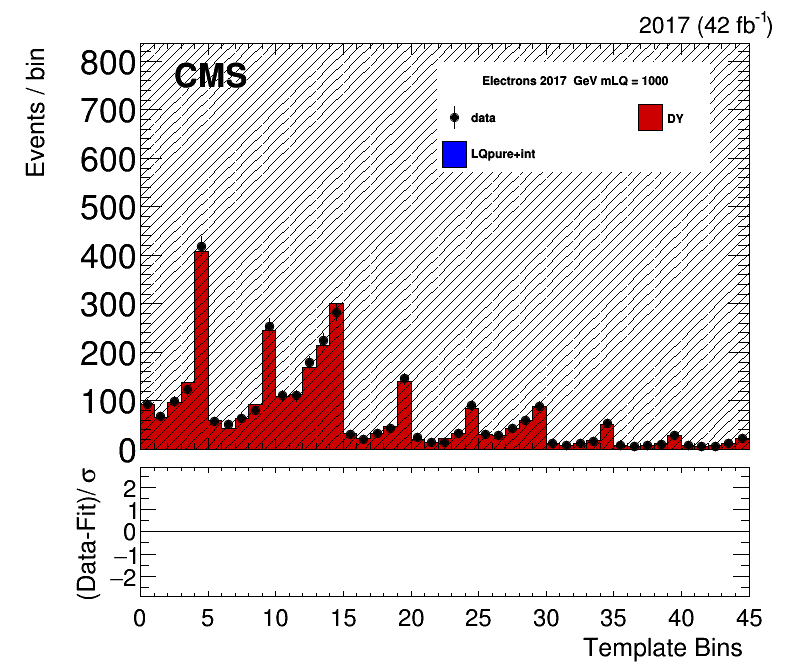 2017 (42 fb-1)
CMS
Electrons 2017 GeV mLQ = 1000
data
DY
LQpure+int
Events / bin
800
700
600
500
400
300
200
100
0
(Data-Fit)/ σ
2
1
0
−1
−2
0 5 10 15 20 25 30 35 40 45
Template Bins